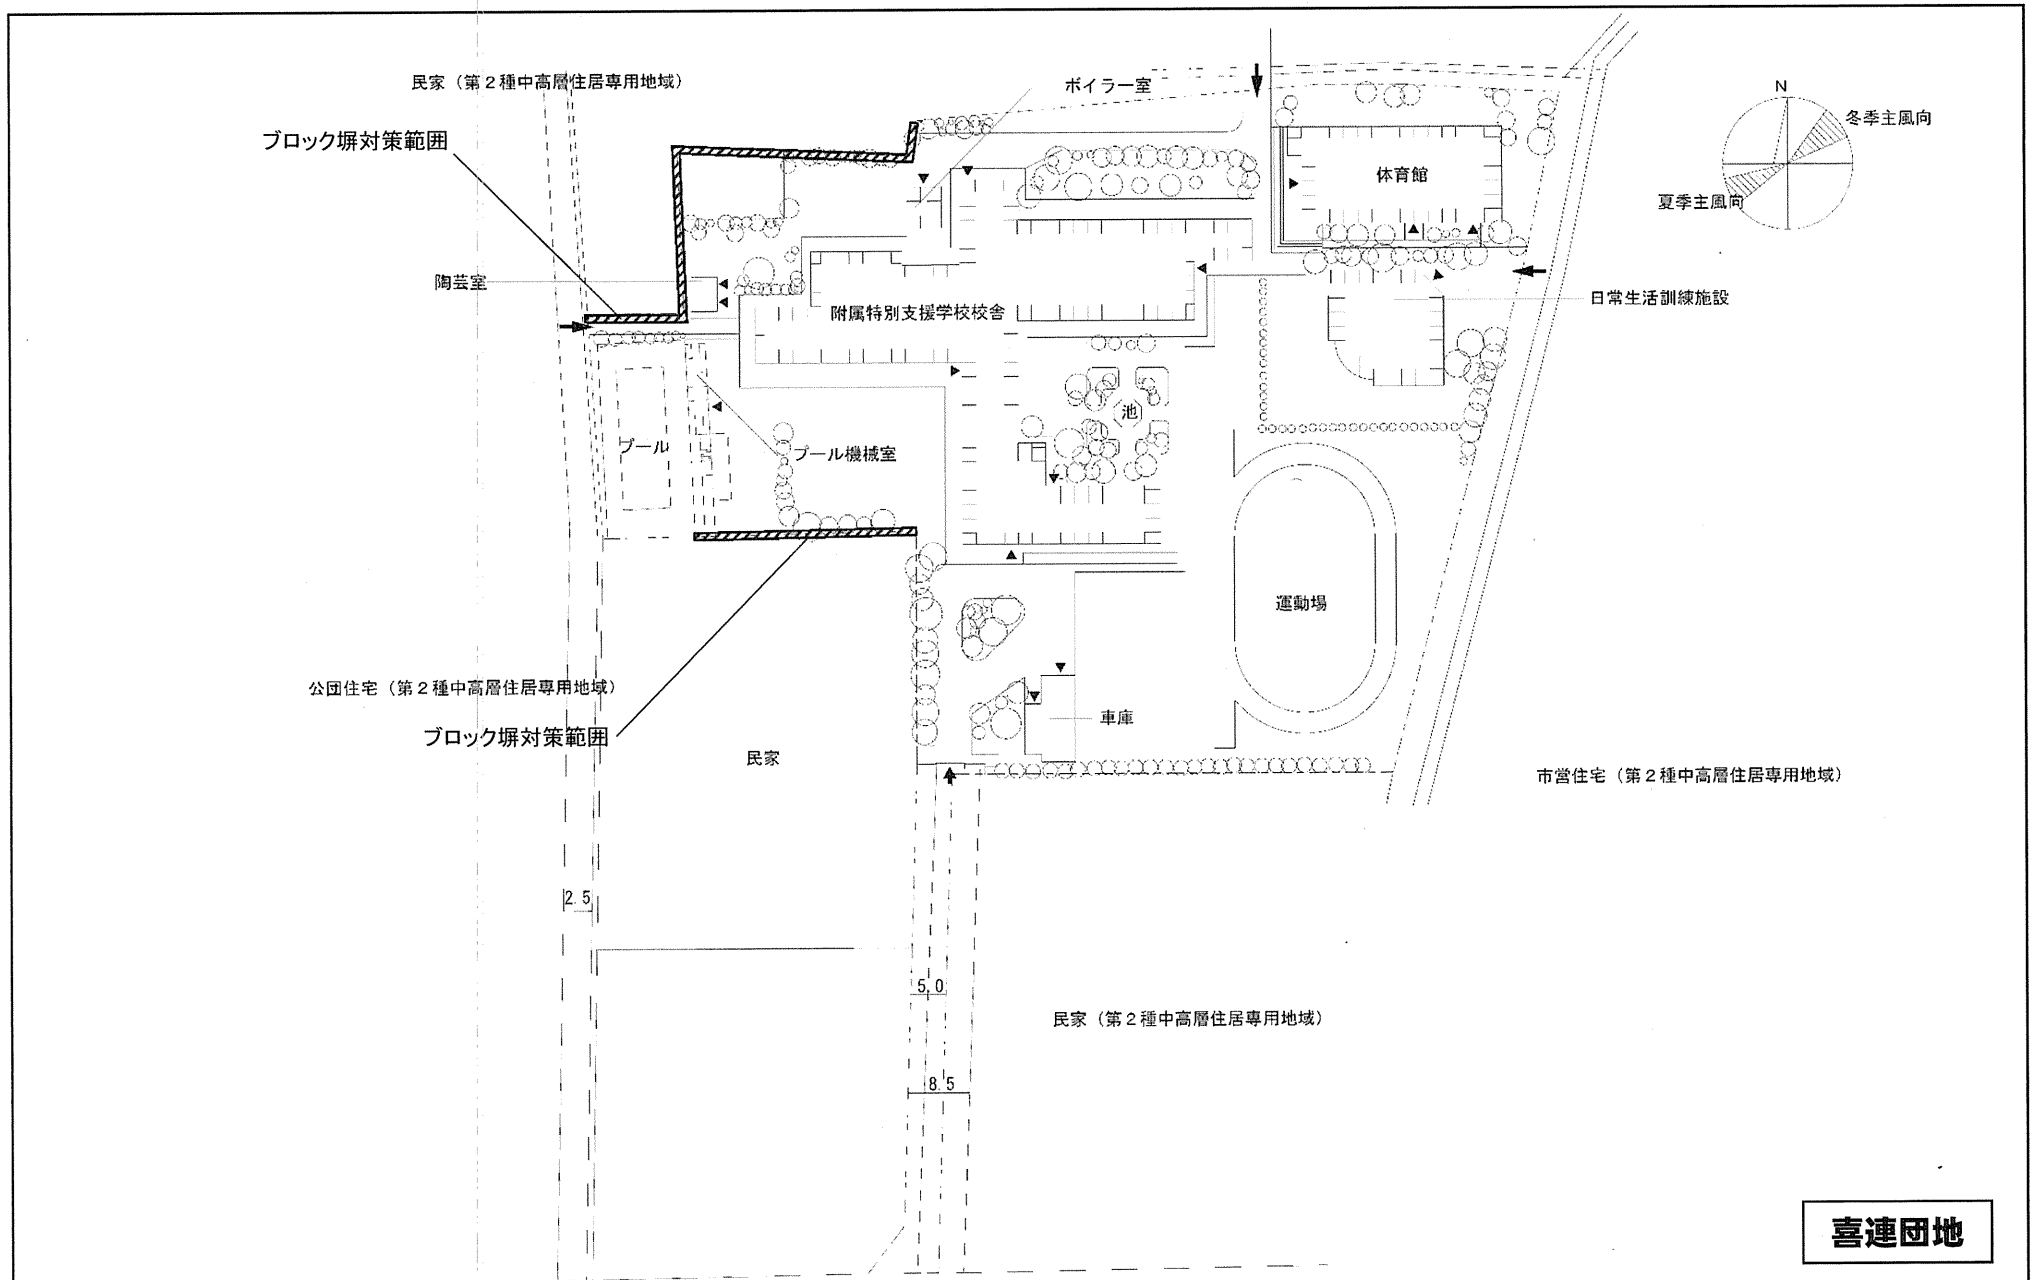 民家（第２種中高層住居専用地域）
ボイラー室
N
冬季主風向
ブロック塀対策範囲
体育館
夏季主風向
陶芸室
附属特別支援学校校舎
日常生活訓練施設
池
プール
プール機械室
運動場
公団住宅（第２種中高層住居専用地域）
車庫
ブロック塀対策範囲
民家
市営住宅（第２種中高層住居専用地域）
2.5
5.0
民家（第２種中高層住居専用地域）
8.5
喜連団地